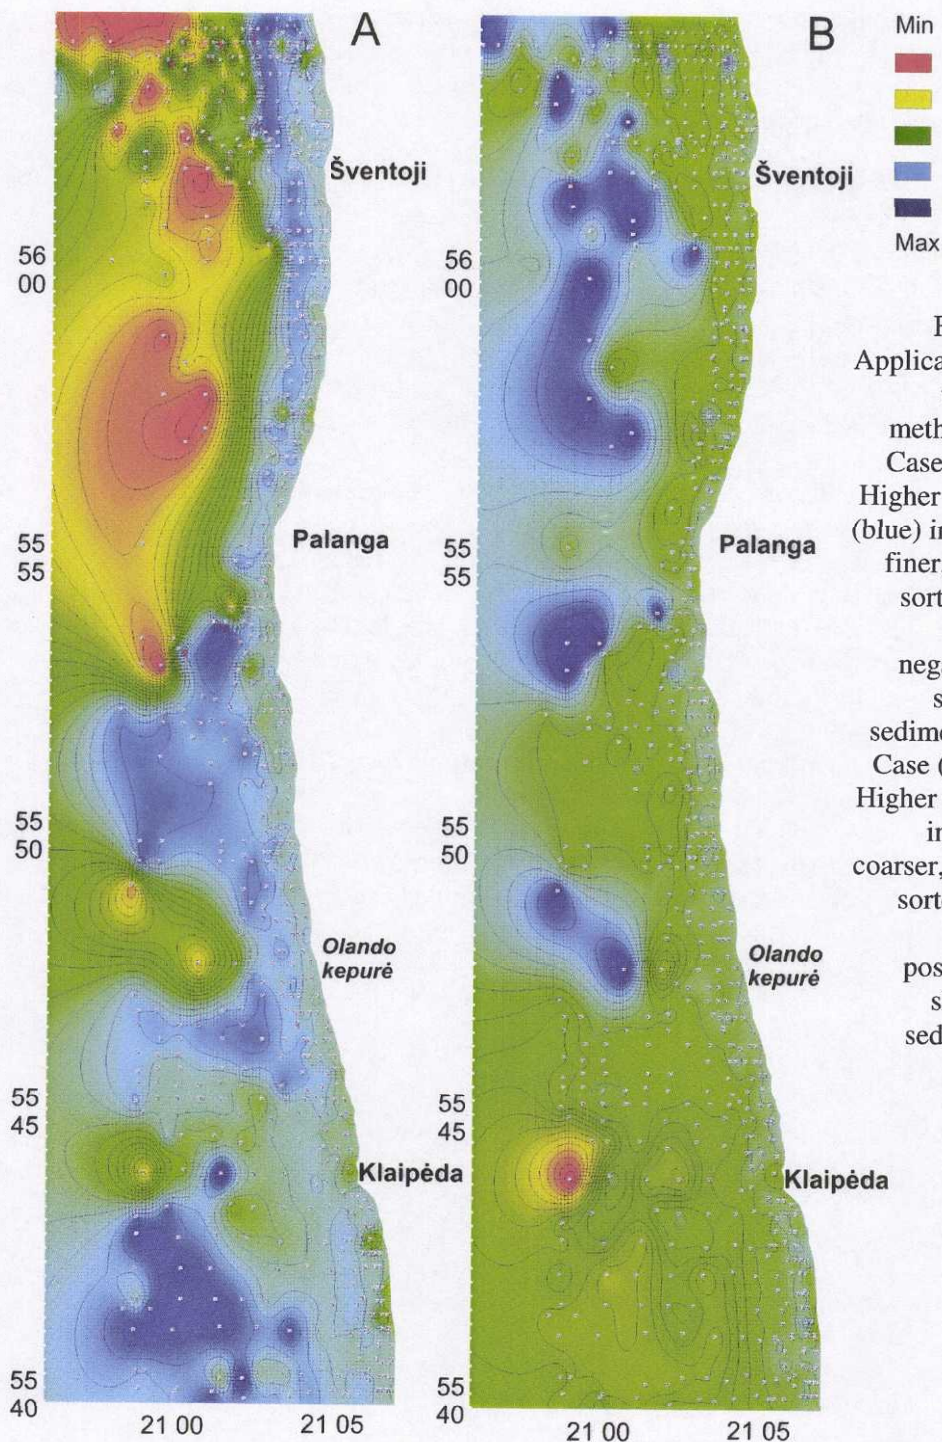 A
B
Min
Max
Šventoji
Šventoji
56
00
56
00
Applica
meth
Case
Higher
(blue) in
finer
sort
nega
s
sedime
Case (
Higher
in
coarser,
sort
pos
s
sed
Palanga
Palanga
55
55
55
55
55
50
55
50
Olando
kepurė
Olando
kepurė
55
45
55
45
Klaipėda
Klaipėda
55
40
55
40
21 00
21 05
21 00
21 05